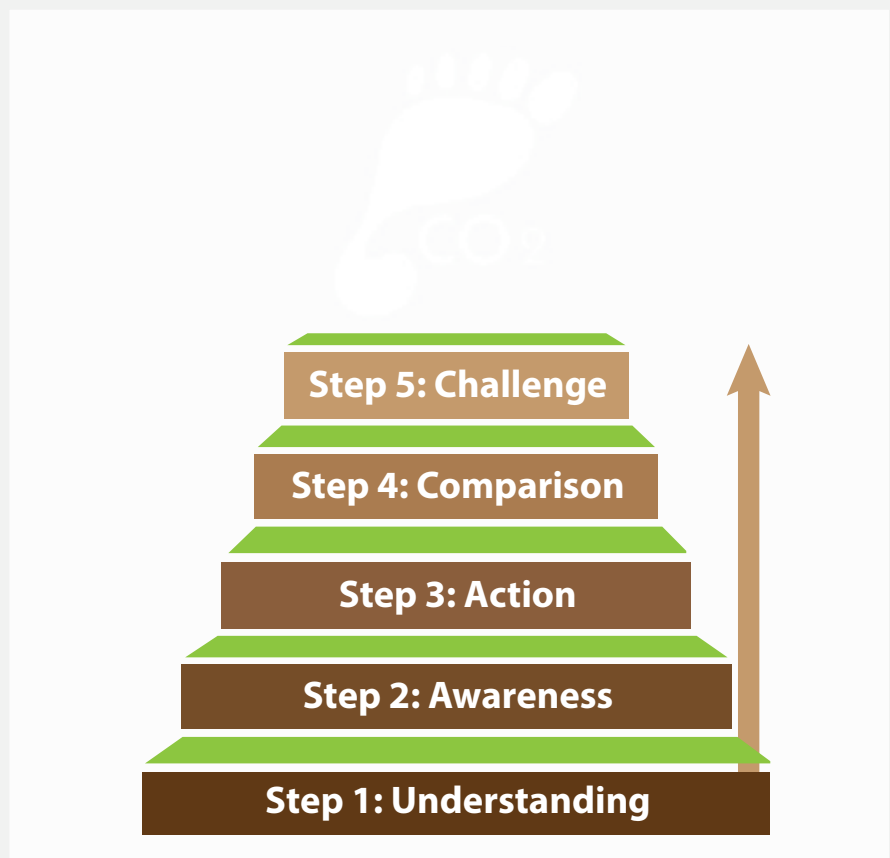 CO2
Step 5: Challenge
Step 4: Comparison
Step 3: Action
Step 2: Awareness
Step 1: Understanding